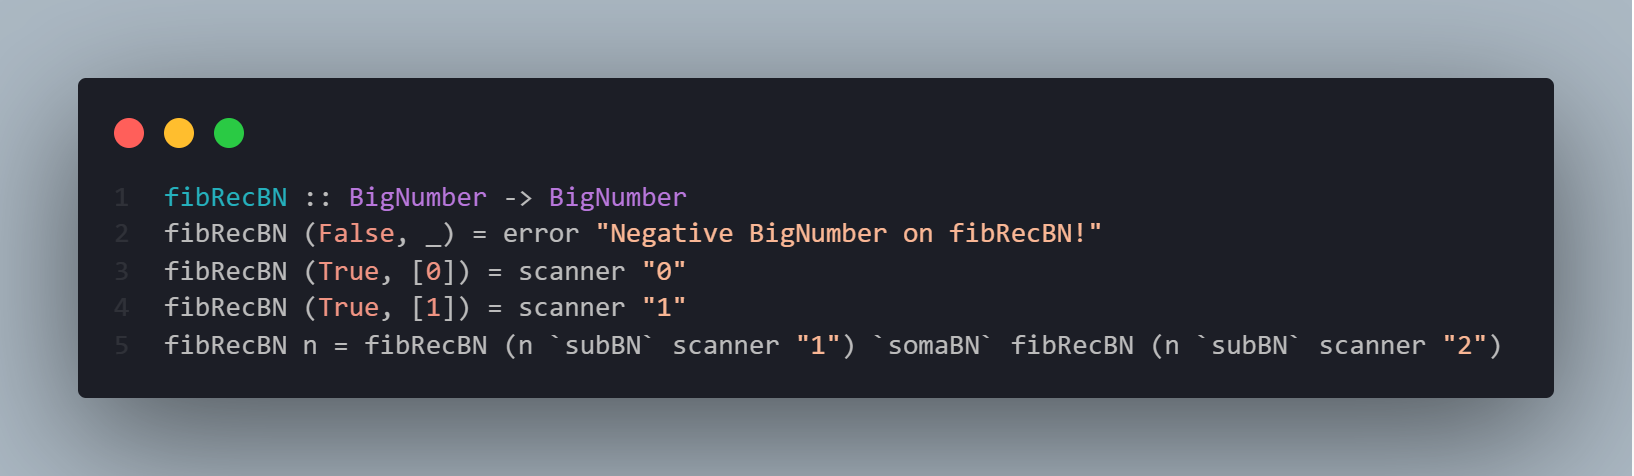 1 fibRecBN :: BigNumber -> BigNumber
2 fibRecBN (False, _) = error "Negative BigNumber on fibRecBN!"
3 fibRecBN (True, [0]) = scanner "0"
4 fibRecBN (True, [1]) = scanner "1"
5 fibRecBN n = fibRecBN (n `subBN` scanner "1") `somaBN` fibRecBN (n `subBN` scanner "2")